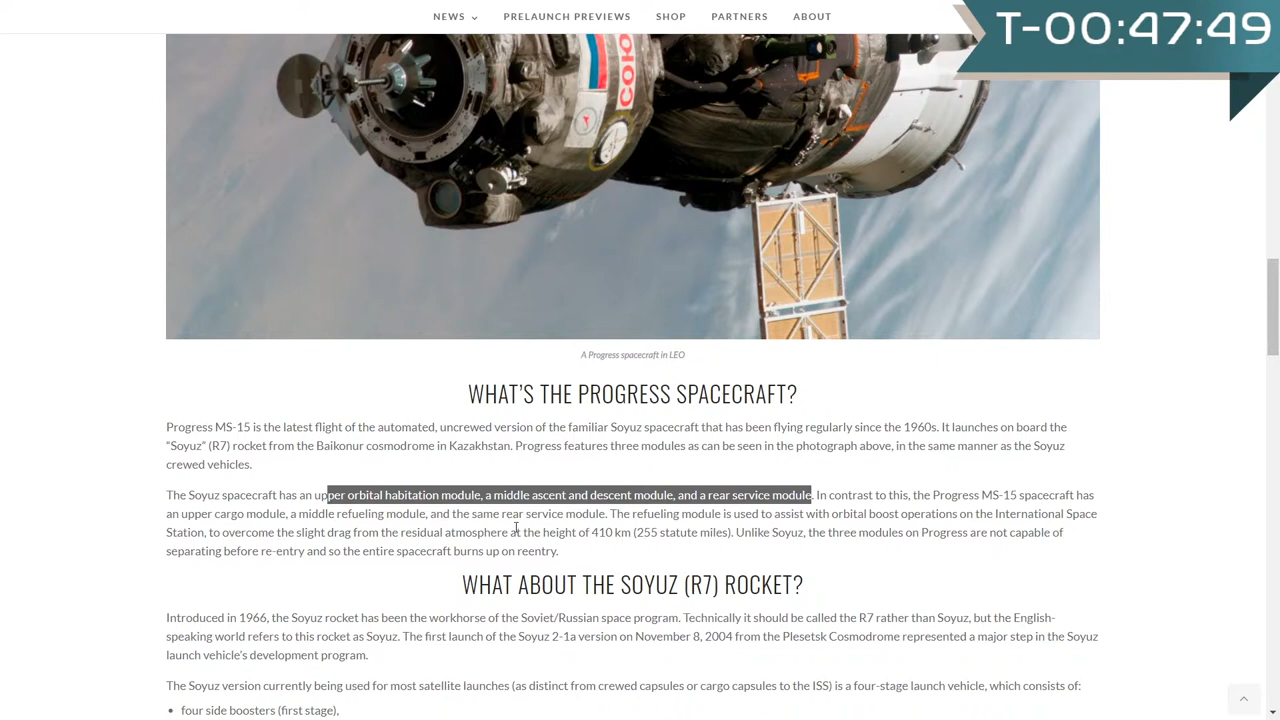 NEWS PRELAUNCH PREVIEWS SHOP PARTNERS ABOUT
T-00:47:49
СОЮ
A Progress spacecraft in LEO
WHAT’S THE PROGRESS SPACECRAFT?
Progress MS-15 is the latest flight of the automated, uncrewed version of the familiar Soyuz spacecraft that has been flying regularly since the 1960s. It launches on board the
“Soyuz” (R7) rocket from the Baikonur cosmodrome in Kazakhstan. Progress features three modules as can be seen in the photograph above, in the same manner as the Soyuz
crewed vehicles.
The Soyuz spacecraft has an upper orbital habitation module, a middle ascent and descent module, and a rear service module. In contrast to this, the Progress MS-15 spacecraft has
an upper cargo module, a middle refueling module, and the same rear service module. The refueling module is used to assist with orbital boost operations on the International Space
Station, to overcome the slight drag from the residual atmosphere at the height of 410 km (255 statute miles). Unlike Soyuz, the three modules on Progress are not capable of
separating before re-entry and so the entire spacecraft burns up on reentry.
WHAT ABOUT THE SOYUZ (R7) ROCKET?
Introduced in 1966, the Soyuz rocket has been the workhorse of the Soviet/Russian space program. Technically it should be called the R7 rather than Soyuz, but the English-
speaking world refers to this rocket as Soyuz. The first launch of the Soyuz 2-1a version on November 8, 2004 from the Plesetsk Cosmodrome represented a major step in the Soyuz
launch vehicle’s development program.
The Soyuz version currently being used for most satellite launches (as distinct from crewed capsules or cargo capsules to the ISS) is a four-stage launch vehicle, which consists of:
• four side boosters (first stage),